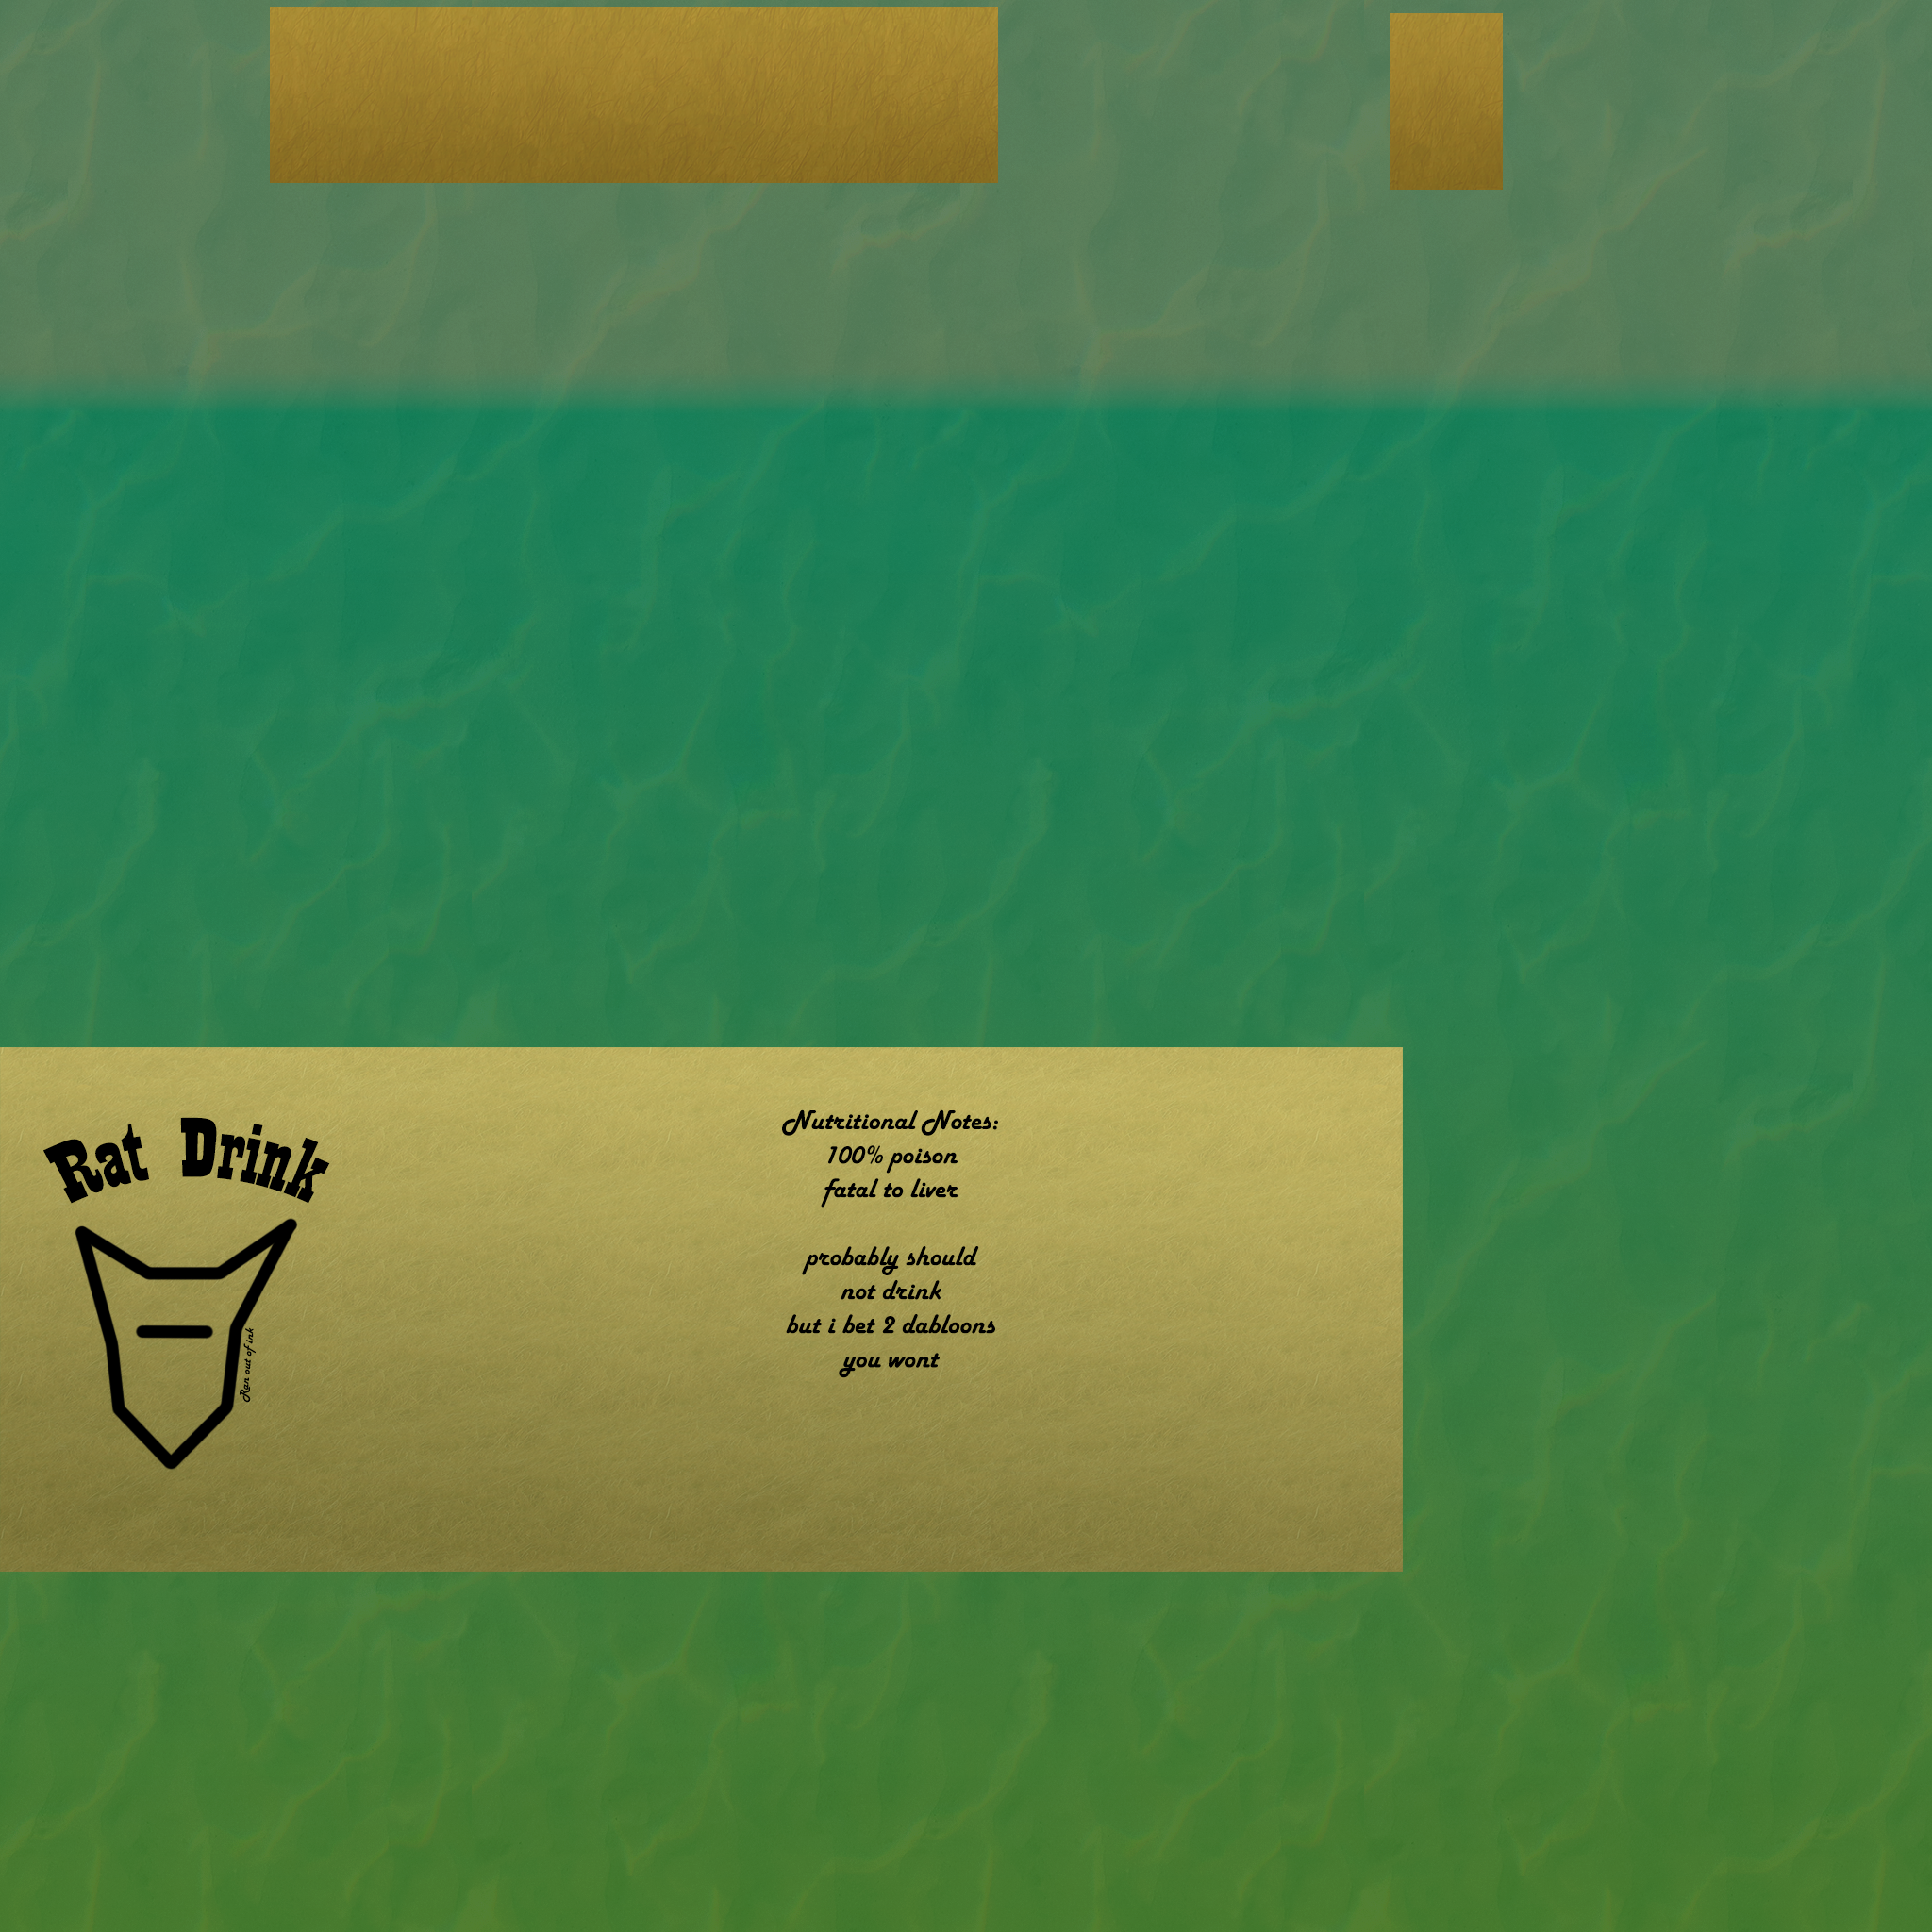 Rat Drink
Ran out of ink
Nutritional Notes:
100% poison
fatal to liver
probably should
not drink
but i bet 2 dabloons
you wont